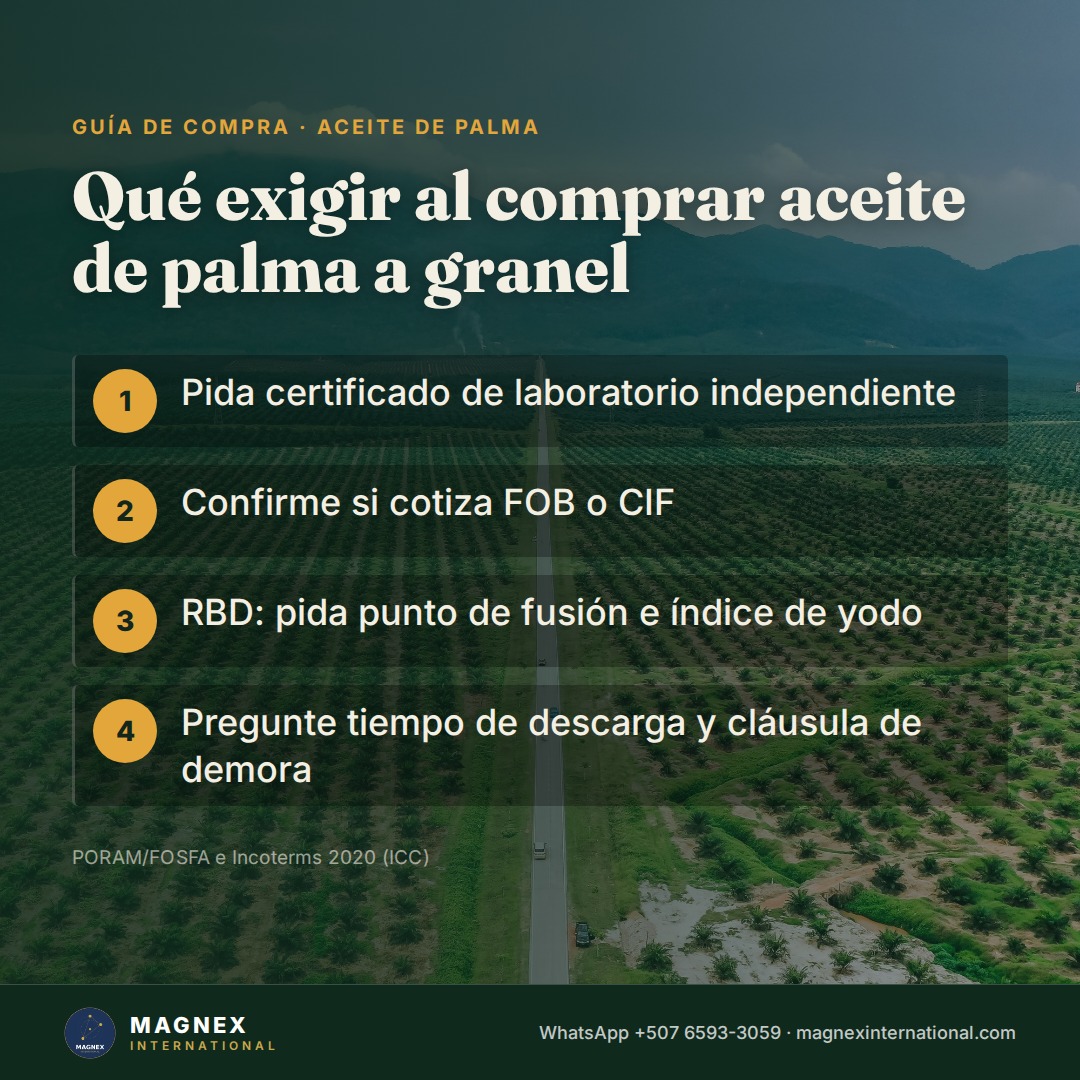 GUÍA DE COMPRA · ACEITE DE PALMA
Qué exigir al comprar aceite
de palma a granel
1 Pida certificado de laboratorio independiente
2 Confirme si cotiza FOB o CIF
3 RBD: pida punto de fusión e índice de yodo
4 Pregunte tiempo de descarga y cláusula de
demora
PORAM/FOSFA e Incoterms 2020 (ICC)
MAGNEX
MAGNEX
INTERNATIONAL
WhatsApp +507 6593-3059 · magnexinternational.com